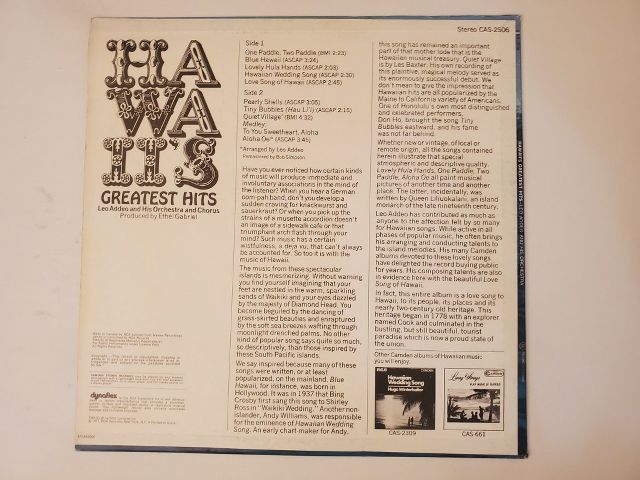 HA
WA
II'S
GREATEST HITS
Leo Addeo and His Orchestra and Chorus
Produced by Ethel Gabriel
Stereo CAS-2506
Side 1
One Paddle, Two Paddle (BMI 2:23)
Blue Hawaii (ASCAP 3:24)
Lovely Hula Hands (ASCAP 2:03)
Hawaiian Wedding Song (ASCAP 2:30)
Love Song of Hawaii (ASCAP 2:45)
Side 2
Pearly Shells (ASCAP 3:05)
Tiny Bubbles (Hau Li'i) (ASCAP 2:15)
Quiet Village* (BMI 4:32)
Medley:
To You Sweetheart, Aloha
Aloha Oe* (ASCAP 3:45)
*Arranged by Leo Addeo
Remastered by Bob Simpson
Have you ever noticed how certain kinds
of music will produce immediate and
involuntary associations in the mind of
the listener? When you hear a German
oom-pah band, don't you develop a
sudden craving for knackwurst and
sauerkraut? Or when you pick up the
strains of a musette accordion doesn't
an image of a sidewalk cafe or that
triumphant arch flash through your
mind? Such music has a certain
wistfulness, a deja vu, that can't always
be accounted for. So too it is with the
music of Hawaii.
The music from these spectacular
islands is mesmerizing. Without warning
you find yourself imagining that your
feet are nestled in the warm, sparkling
sands of Waikiki and your eyes dazzled
by the majesty of Diamond Head. You
become beguiled by the dancing of
grass-skirted beauties and enraptured
by the soft sea breezes wafting through
moonlight drenched palms. No other
kind of popular song says quite so much,
so descriptively, than those inspired by
these South Pacific islands.
We say inspired because many of these
songs were written, or at least
popularized, on the mainland. Blue
Hawaii, for instance, was born in
Hollywood. It was in 1937 that Bing
Crosby first sang this song to Shirley
Ross in "Waikiki Wedding." Another non-
islander, Andy Williams, was responsible
for the eminence of Hawaiian Wedding
Song. An early chart-maker for Andy,
this song has remained an important
part of that mother lode that is the
Hawaiian musical treasury. Quiet Village
is by Les Baxter. His own recording of
this plaintive, magical melody served as
its enormously successful debut. We
don't mean to give the impression that
Hawaiian hits are all popularized by the
Maine to California variety of Americans.
One of Honolulu's own most distinguished
and celebrated performers,
Don Ho, brought the song Tiny
Bubbles eastward, and his fame
was not far behind.
Whether new or vintage, of local or
remote origin, all the songs contained
herein illustrate that special
atmospheric and descriptive quality.
Lovely Hula Hands, One Paddle, Two
Paddle, Aloha Oe all paint musical
pictures of another time and another
place. The latter, incidentally, was
written by Queen Liliuokalani, an island
monarch of the late nineteenth century.
Leo Addeo has contributed as much as
anyone to the affection felt by so many
for Hawaiian songs. While active in all
phases of popular music, he often brings
his arranging and conducting talents to
the island melodies. His many Camden
albums devoted to these lovely songs
have delighted the record buying public
for years. His composing talents are also
in evidence here with the beautiful Love
Song of Hawaii.
In fact, this entire album is a love song to
Hawaii, to its people, its places and its
nearly two-century old heritage. This
heritage began in 1778 with an explorer
named Cook and culminated in the
bustling, but still beautiful, tourist
paradise which is now a proud state of
the union.
Other Camden albums of Hawaiian music
you will enjoy:
RCA
Hawaiian
Wedding Song
Hugo Winterhalter
CAS-2309
CAS-661
dynaflex